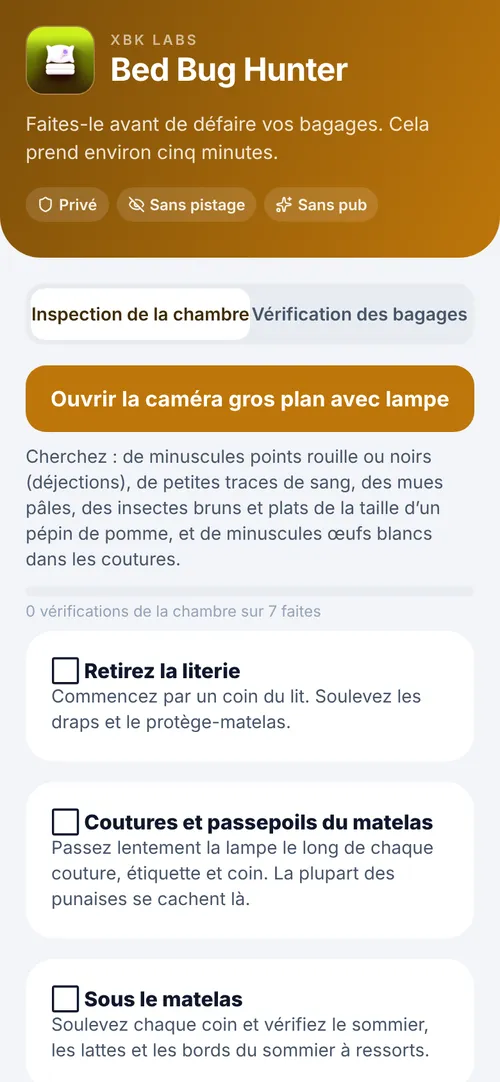 XBK LABS
Bed Bug Hunter
Faites-le avant de défaire vos bagages. Cela
prend environ cinq minutes.
Privé
Sans pistage
Sans pub
Inspection de la chambre
Vérification des bagages
Ouvrir la caméra gros plan avec lampe
Cherchez : de minuscules points rouille ou noirs
(déjections), de petites traces de sang, des mues
pâles, des insectes bruns et plats de la taille d’un
pépin de pomme, et de minuscules œufs blancs
dans les coutures.
0 vérifications de la chambre sur 7 faites
Retirez la literie
Commencez par un coin du lit. Soulevez les
draps et le protège-matelas.
Coutures et passepoils du matelas
Passez lentement la lampe le long de chaque
couture, étiquette et coin. La plupart des
punaises se cachent là.
Sous le matelas
Soulevez chaque coin et vérifiez le sommier,
les lattes et les bords du sommier à ressorts.